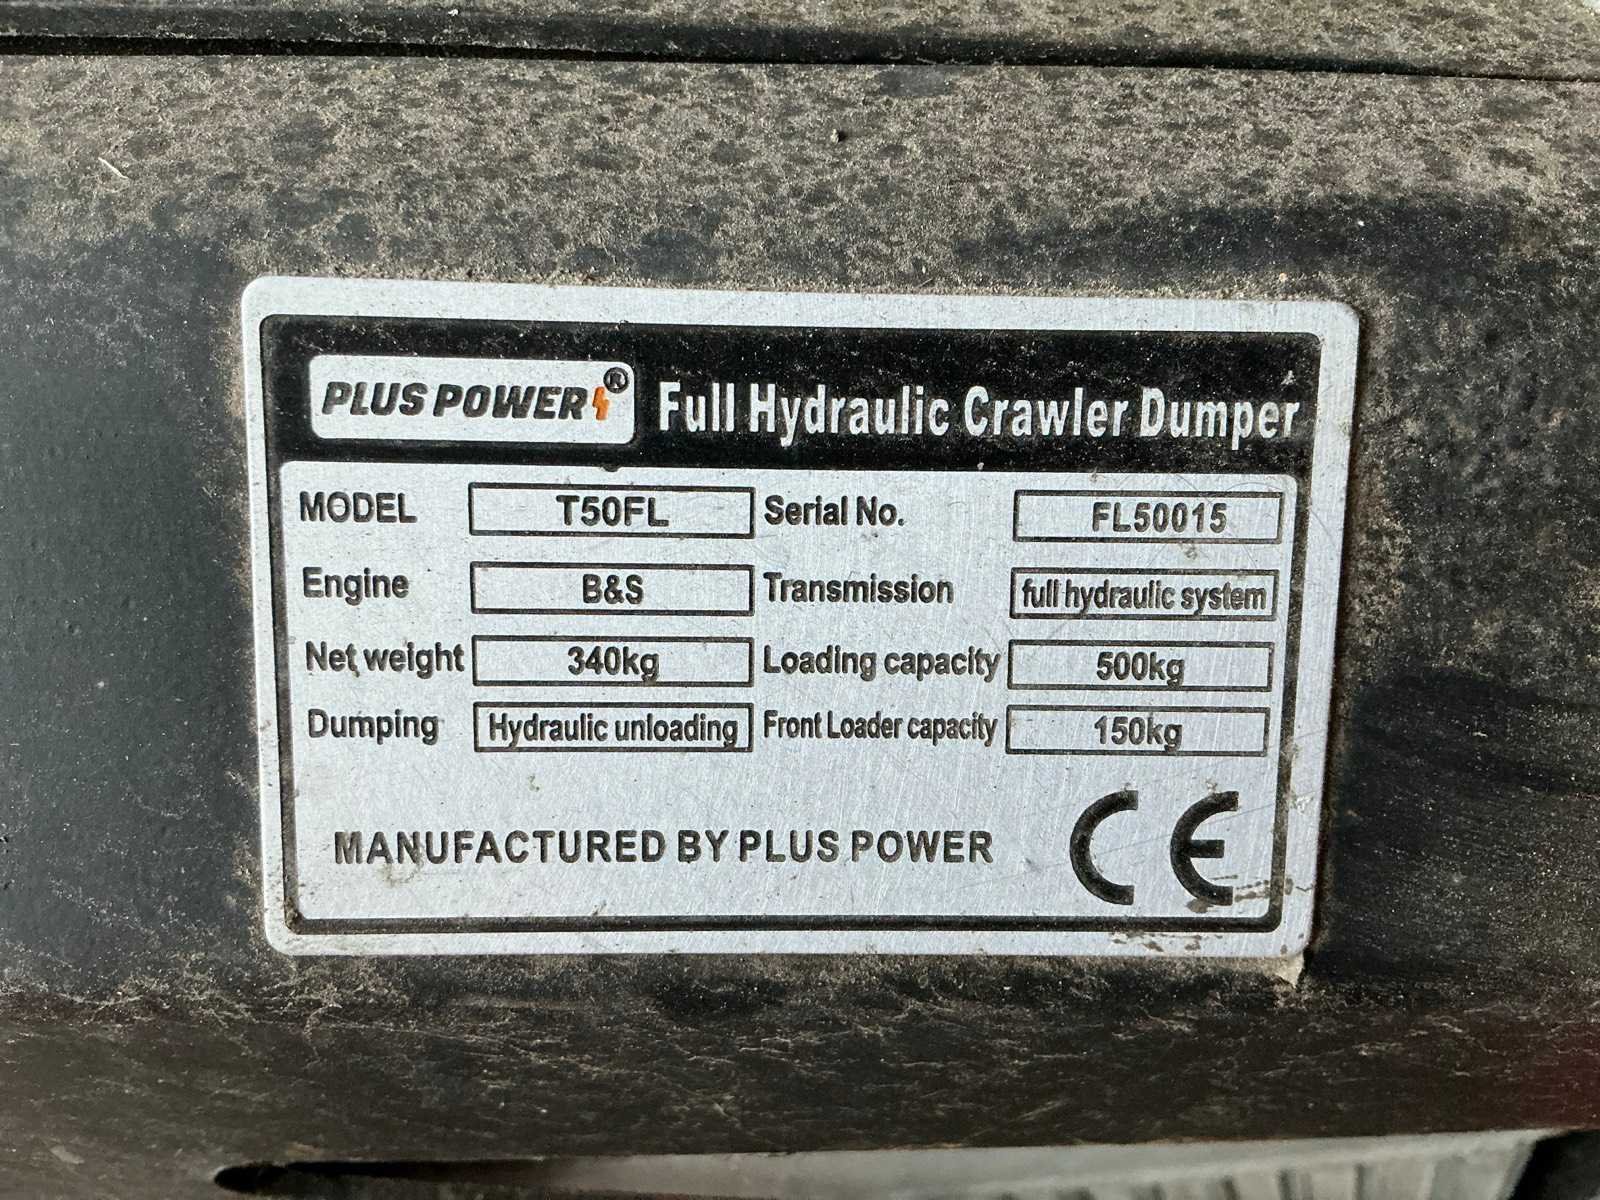 PLUS POWER ® Full Hydraulic Crawler Dumper
MODEL T50FL Serial No. FL50015
Engine B&S Transmission full hydraulic system
Net weight 340kg Loading capacity 500kg
Dumping Hydraulic unloading Front Loader capacity 150kg
MANUFACTURED BY PLUS POWER CE